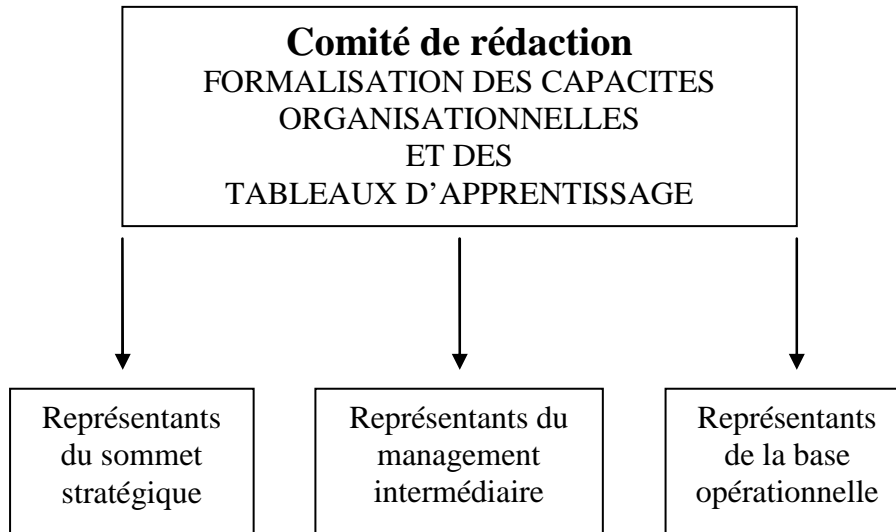 Comité de rédaction
FORMALISATION DES CAPACITES
ORGANISATIONNELLES
ET DES
TABLEAUX D'APPRENTISSAGE
Représentants
du sommet
stratégique
Représentants du
management
intermédiaire
Représentants
de la base
opérationnelle